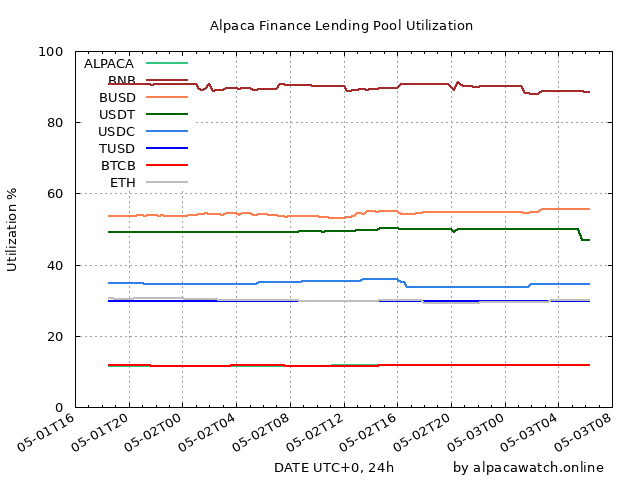 Alpaca Finance Lending Pool Utilization
100
80
60
40
20
0
Utilization %
ALPACA
BNB
BUSD
USDT
USDC
TUSD
BTCB
ETH
05-01T16
05-01T20
05-02T00
05-02T04
05-02T08
05-02T12
05-02T16
05-02T20
05-03T00
05-03T04
05-03T08
DATE UTC+0, 24h
by alpacawatch.online